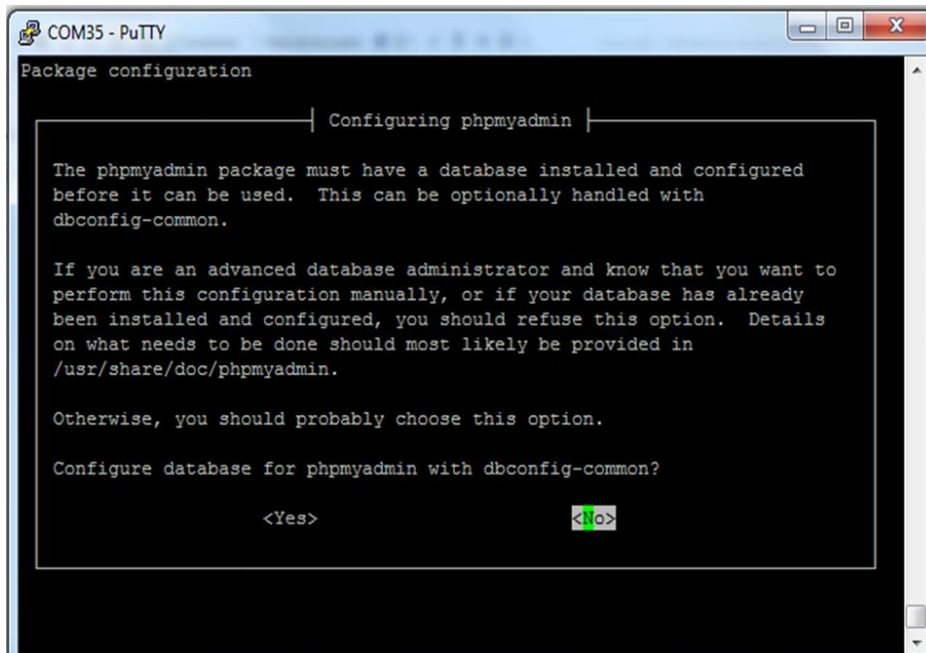 COM35 - PuTTY
Package configuration
Configuring phpmyadmin
The phpmyadmin package must have a database installed and configured
before it can be used.  This can be optionally handled with
dbconfig-common.
If you are an advanced database administrator and know that you want to
perform this configuration manually, or if your database has already
been installed and configured, you should refuse this option.  Details
on what needs to be done should most likely be provided in
/usr/share/doc/phpmyadmin.
Otherwise, you should probably choose this option.
Configure database for phpmyadmin with dbconfig-common?
<Yes> <No>